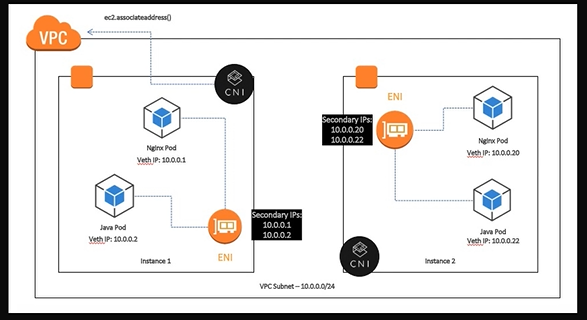 ec2.associateaddress()
VPC
CNI
ENI
Secondary IPs:
10.0.0.20
10.0.0.22
Nginx Pod
Veth IP: 10.0.0.1
Nginx Pod
Veth IP: 10.0.0.20
Java Pod
Veth IP: 10.0.0.2
Secondary IPs:
10.0.0.1
10.0.0.2
ENI
Java Pod
Veth IP: 10.0.0.22
Instance 1
CNI
Instance 2
VPC Subnet – 10.0.0.0/24